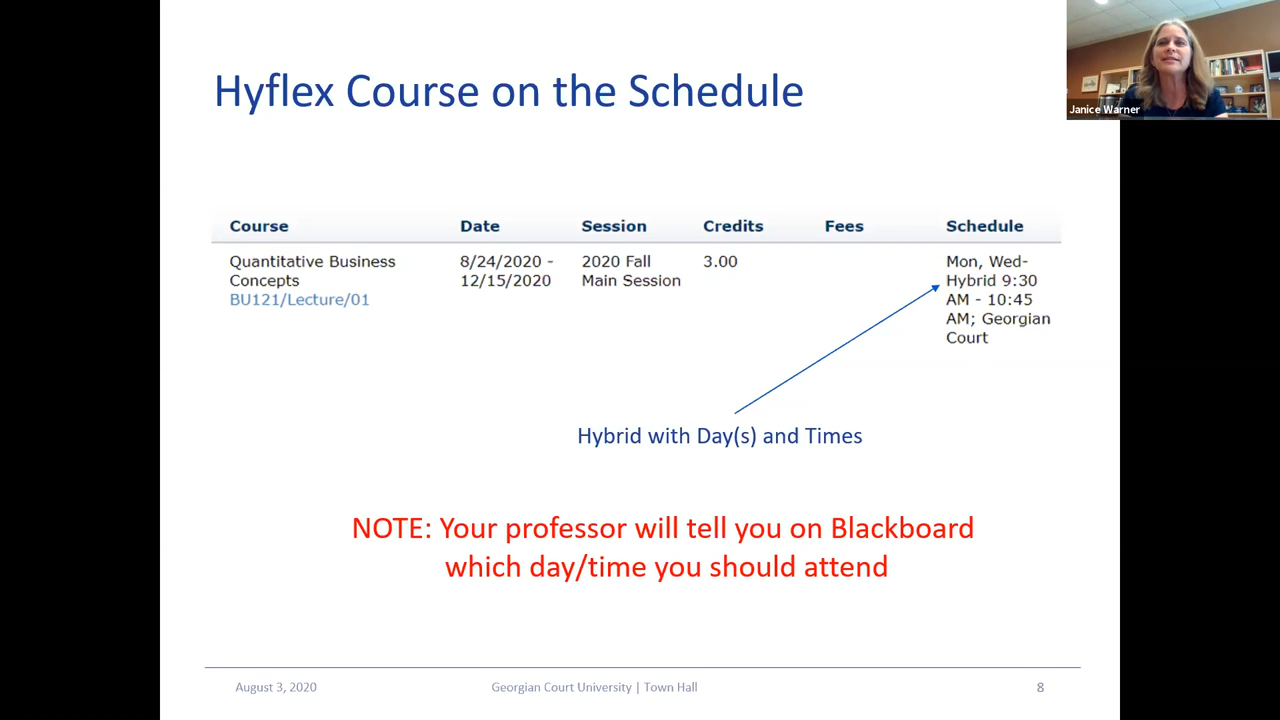 Hyflex Course on the Schedule
Janice Warner
Course Date Session Credits Fees Schedule
Quantitative Business 8/24/2020 - 2020 Fall 3.00 Mon, Wed-
Concepts 12/15/2020 Main Session Hybrid 9:30
BU121/Lecture/01 AM - 10:45
AM; Georgian
Court
Hybrid with Day(s) and Times
NOTE: Your professor will tell you on Blackboard
which day/time you should attend
August 3, 2020 Georgian Court University | Town Hall 8